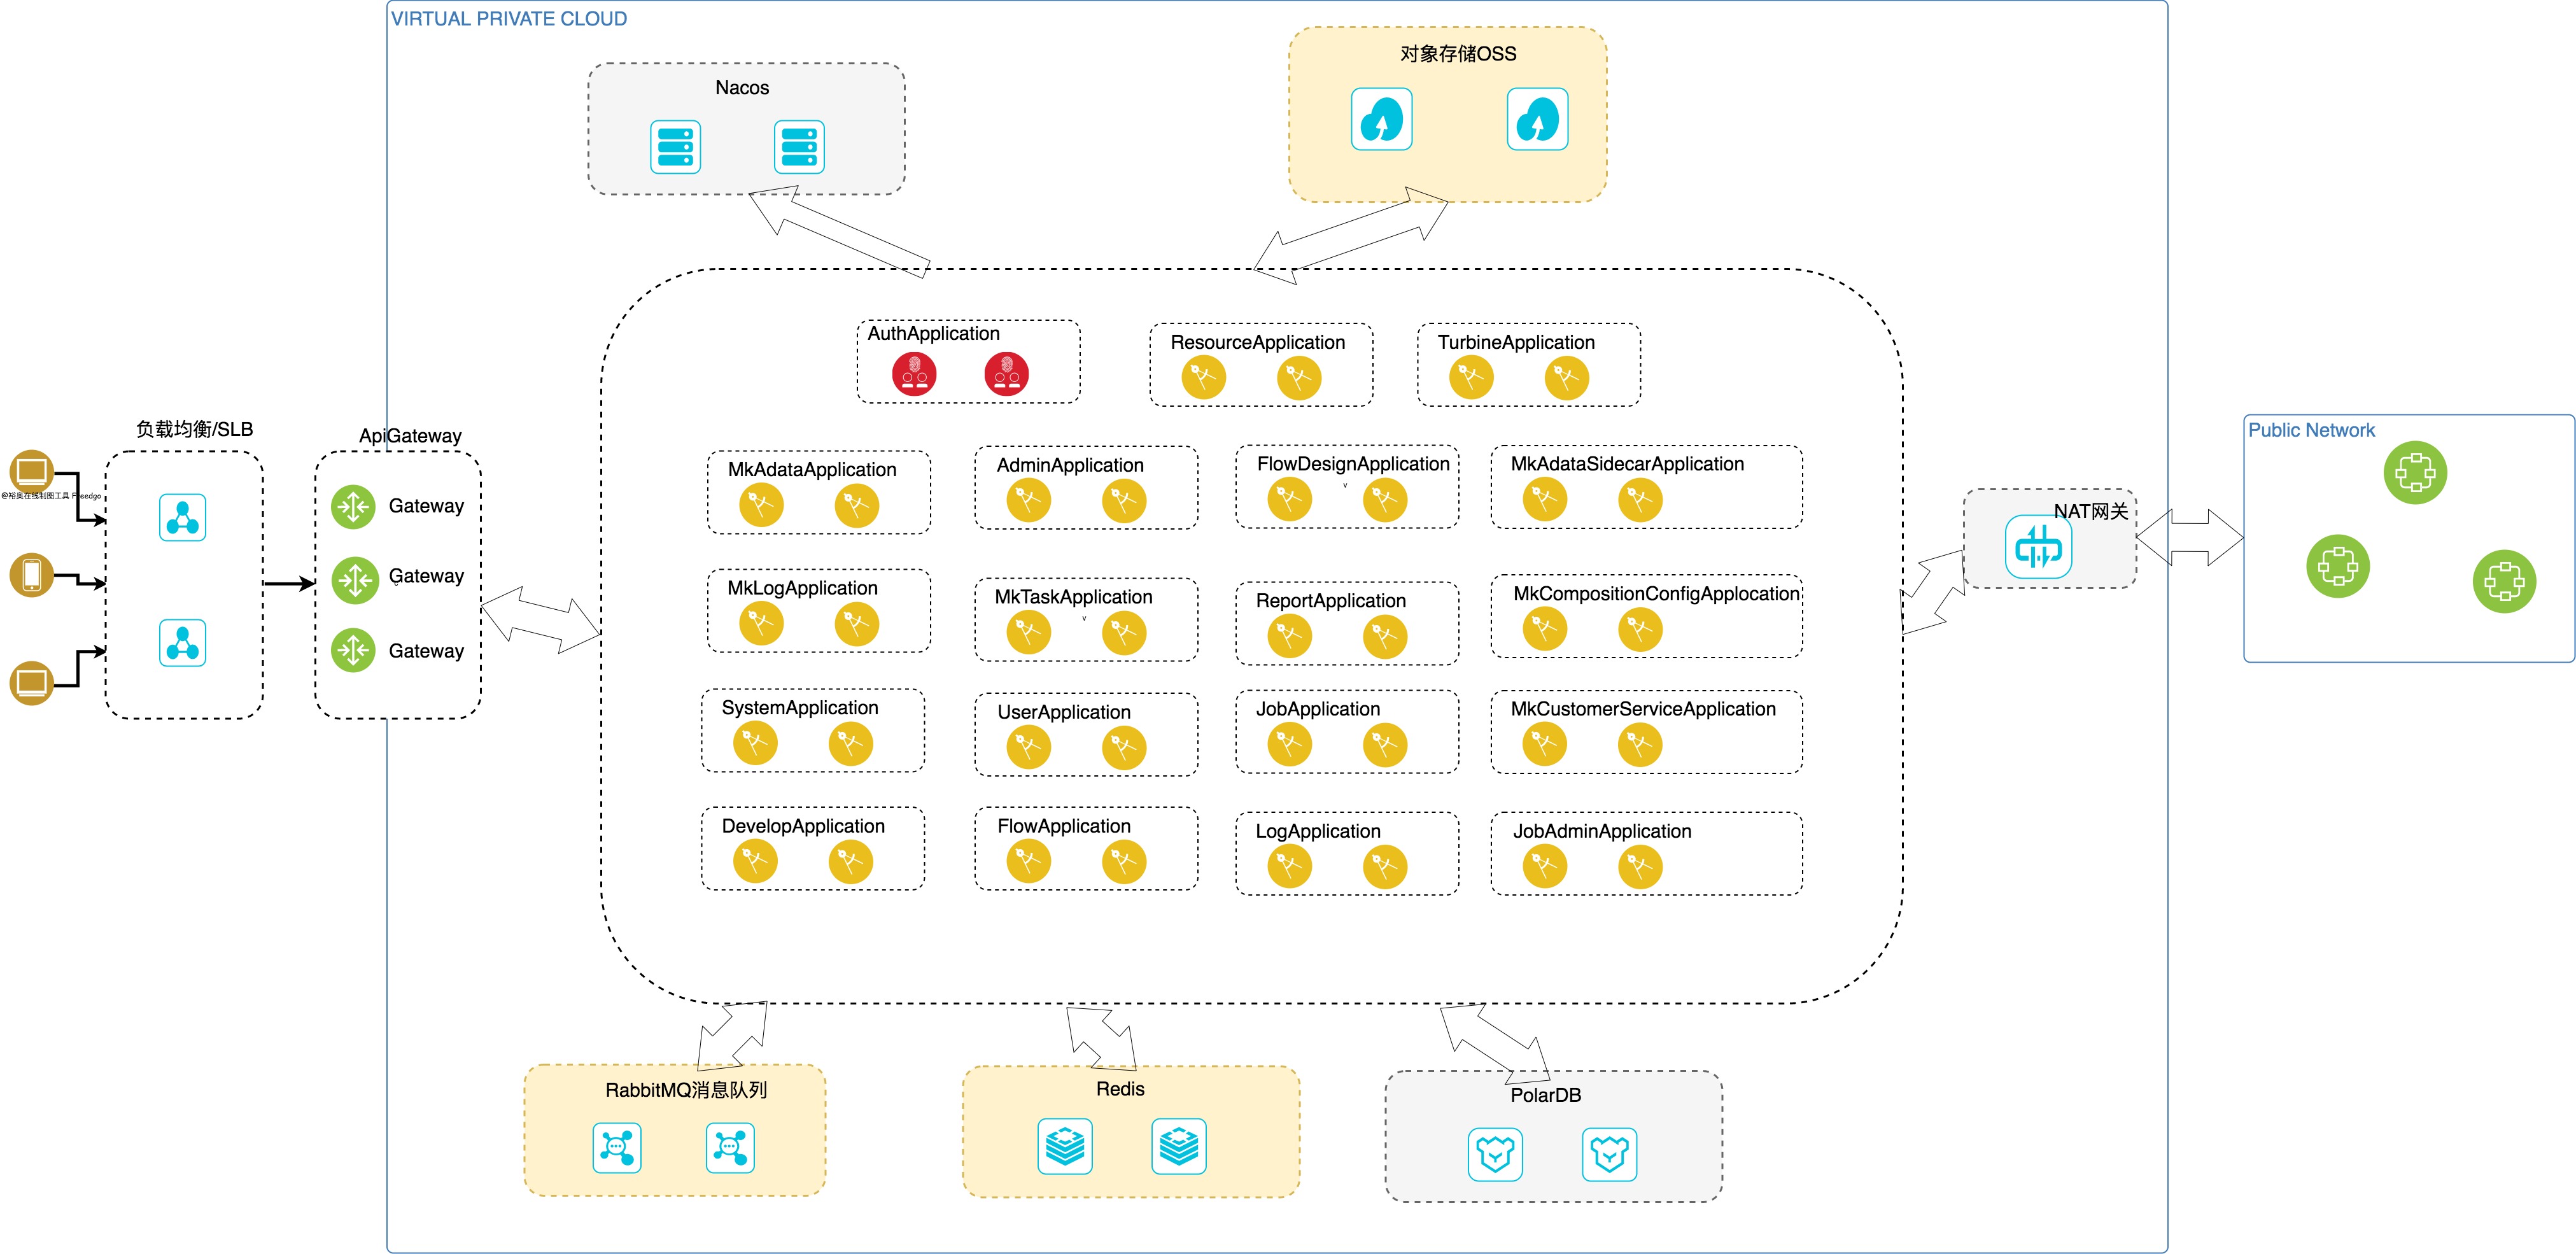 VIRTUAL PRIVATE CLOUD
Nacos
对象存储OSS
AuthApplication
ResourceApplication
TurbineApplication
负载均衡/SLB
ApiGateway
Public Network
MkAdataApplication
AdminApplication
FlowDesignApplication
MkAdataSidecarApplication
v
@裕奥在线制图工具 Freedgo
Gateway
NAT网关
Gateway
MkLogApplication
MkTaskApplication
v
ReportApplication
MkCompositionConfigApplocation
Gateway
SystemApplication
UserApplication
JobApplication
MkCustomerServiceApplication
DevelopApplication
FlowApplication
LogApplication
JobAdminApplication
RabbitMQ消息队列
Redis
PolarDB